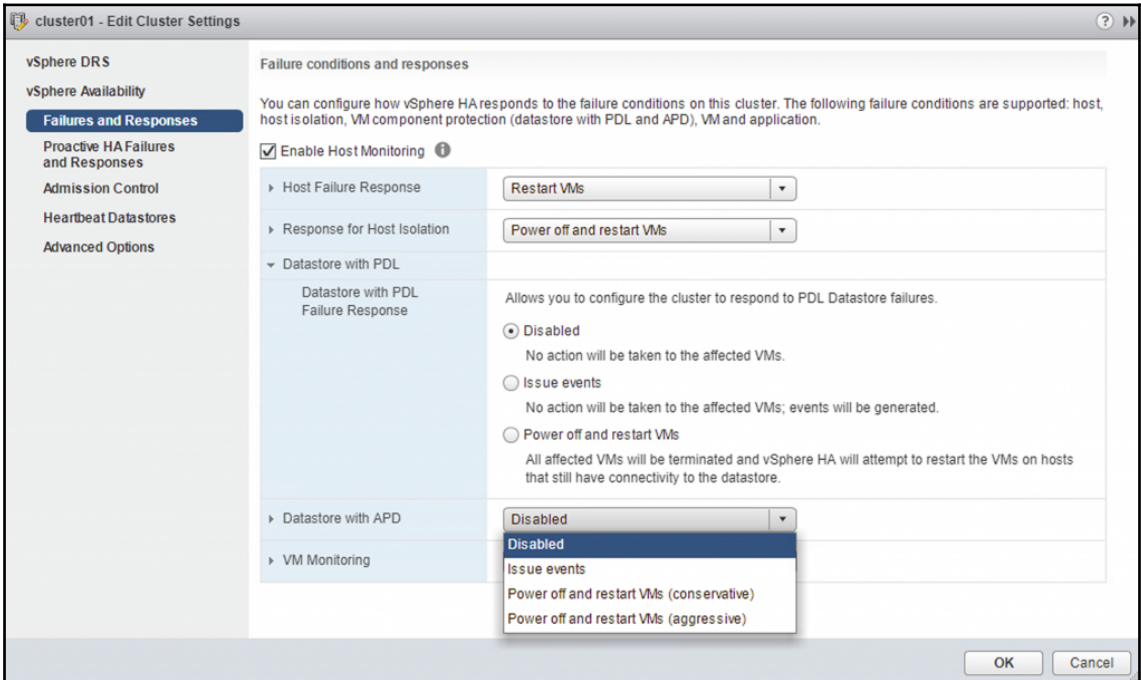 cluster01 - Edit Cluster Settings
?
vSphere DRS
vSphere Availability
Failures and Responses
Proactive HA Failures
and Responses
Admission Control
Heartbeat Datastores
Advanced Options
Failure conditions and responses
You can configure how vSphere HA responds to the failure conditions on this cluster. The following failure conditions are supported: host,
host isolation, VM component protection (datastore with PDL and APD), VM and application.
Enable Host Monitoring
Host Failure Response
Restart VMs
Response for Host Isolation
Power off and restart VMs
Datastore with PDL
Datastore with PDL
Failure Response
Allows you to configure the cluster to respond to PDL Datastore failures.
Disabled
No action will be taken to the affected VMs.
Issue events
No action will be taken to the affected VMs; events will be generated.
Power off and restart VMs
All affected VMs will be terminated and vSphere HA will attempt to restart the VMs on hosts
that still have connectivity to the datastore.
Datastore with APD
Disabled
Disabled
Issue events
Power off and restart VMs (conservative)
Power off and restart VMs (aggressive)
VM Monitoring
OK
Cancel